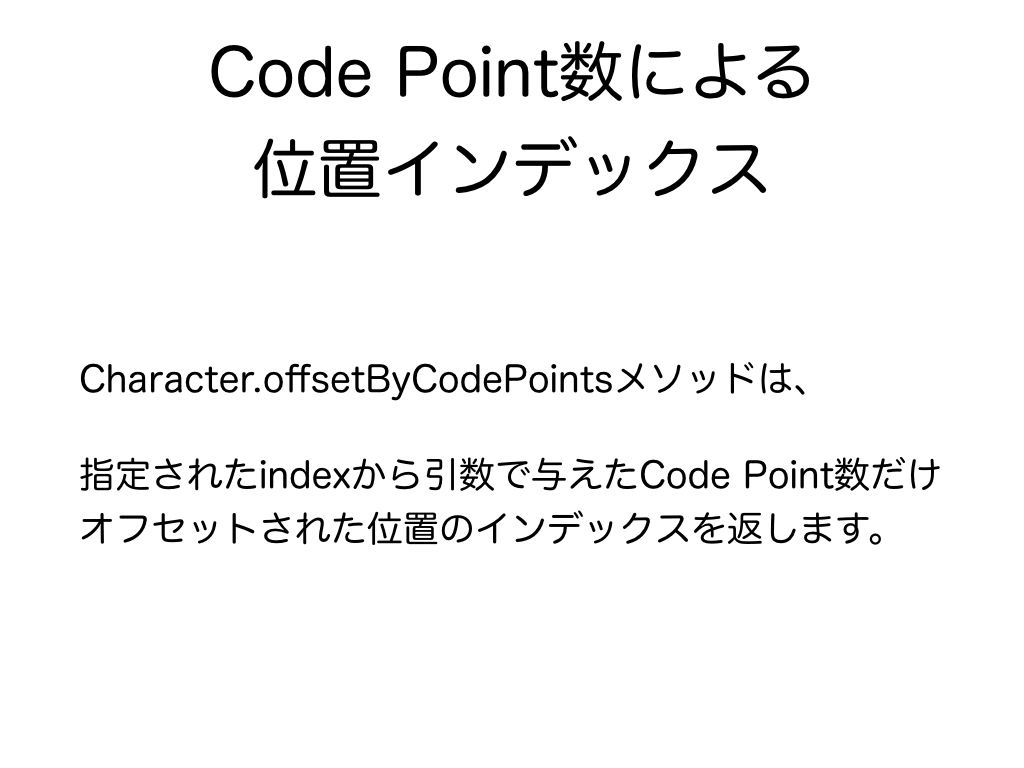 Code Point数による
位置インデックス
Character.offsetByCodePointsメソッドは、
指定されたindexから引数で与えたCode Point数だけ
オフセットされた位置のインデックスを返します。